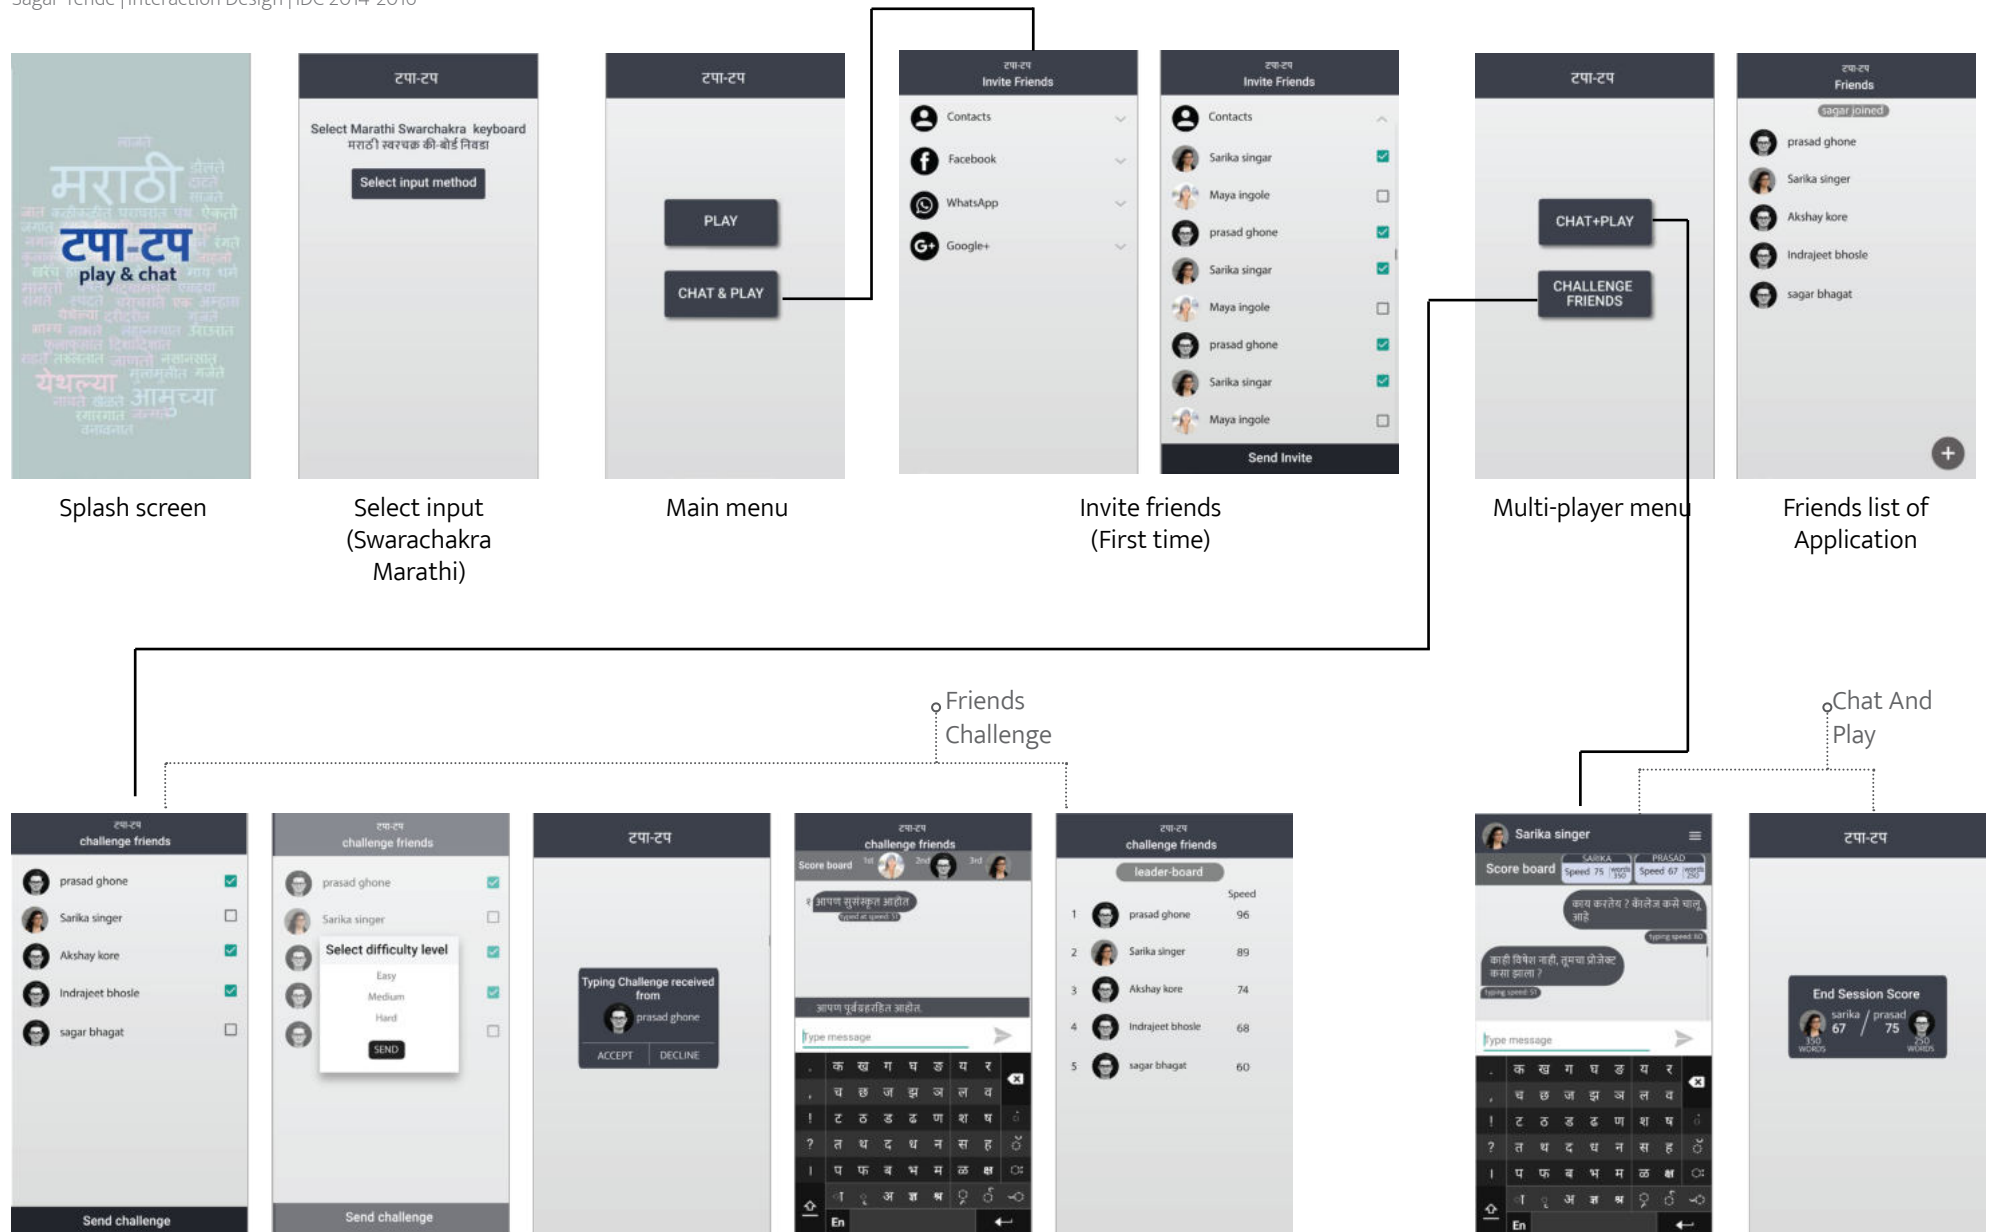 टपा-टप
Select Marathi Swarchakra keyboard
मराठी स्वरचक्र की-बोर्ड निवडा
Select input method
टपा-टप
PLAY
CHAT & PLAY
टपा-टप
Invite Friends
Contacts
Facebook
WhatsApp
Google+
टपा-टप
Invite Friends
Contacts
Sarika singar
Maya ingole
prasad ghone
Sarika singar
Maya ingole
prasad ghone
Sarika singar
Maya ingole
Send Invite
टपा-टप
CHAT+PLAY
CHALLENGE
FRIENDS
टपा-टप
Friends
sagar joined
prasad ghone
Sarika singer
Akshay kore
Indrajeet bhosle
sagar bhagat
मराठी
टपा-टप
play & chat
येथल्या
आमुच्या
Splash screen
Select input
(Swarachakra
Marathi)
Main menu
Invite friends
(First time)
Multi-player menu
Friends list of
Application
Friends
Challenge
Chat And
Play
टपा-टप
challenge friends
prasad ghone
Sarika singer
Akshay kore
Indrajeet bhosle
sagar bhagat
Send challenge
टपा-टप
challenge friends
prasad ghone
Sarika singer
Select difficulty level
Easy
Medium
Hard
SEND
Send challenge
टपा-टप
Typing Challenge received
from
prasad ghone
ACCEPT DECLINE
टपा-टप
challenge friends
Score board 1st 2nd 3rd
आपण सुसंस्कृत आहोत
typed at speed: 51
आपण पूर्वग्रहरहित आहोत.
Type message
. क ख ग घ ङ य र
, च छ ज झ ञ ल व
! ट ठ ड ढ ण श ष
? त थ द ध न स ह
। प फ ब भ म ळ क्ष
अ ज्ञ श्र
En
टपा-टप
challenge friends
leader-board
Speed
1 prasad ghone 96
2 Sarika singer 89
3 Akshay kore 74
4 Indrajeet bhosle 68
5 sagar bhagat 60
Sarika singer
Score board
SARIKA
Speed 75 words 350
PRASAD
Speed 67 words 250
काय करतेय ? कॅालेज कसे चालू
आहे
typing speed: 60
काही विषेश नाही, तूमचा प्रोजेक्ट
कसा झाला ?
typing speed: 51
Type message
. क ख ग घ ङ य र
, च छ ज झ ञ ल व
! ट ठ ड ढ ण श ष
? त थ द ध न स ह
। प फ ब भ म ळ क्ष
अ ज्ञ श्र
En
टपा-टप
End Session Score
sarika / prasad
67 / 75
350 WORDS 250 WORDS